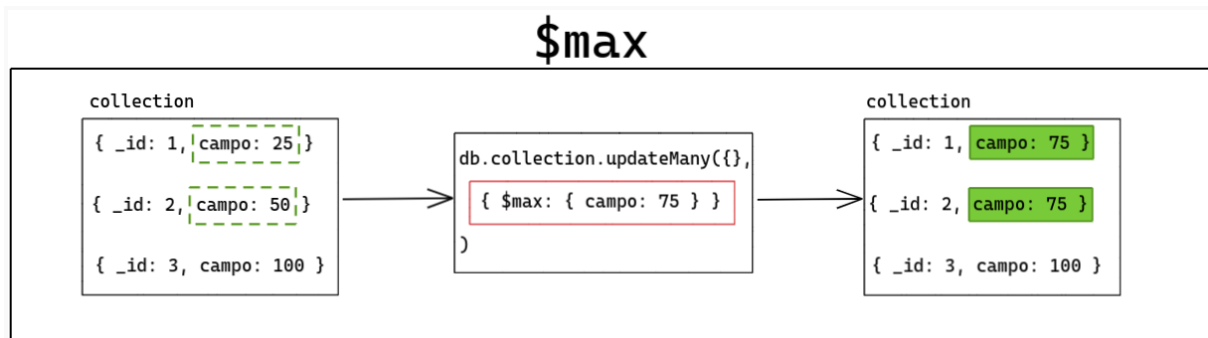 $max
collection
{ _id: 1, campo: 25 }
{ _id: 2, campo: 50 }
{ _id: 3, campo: 100 }
db.collection.updateMany({},
{ $max: { campo: 75 } }
)
collection
{ _id: 1, campo: 75 }
{ _id: 2, campo: 75 }
{ _id: 3, campo: 100 }